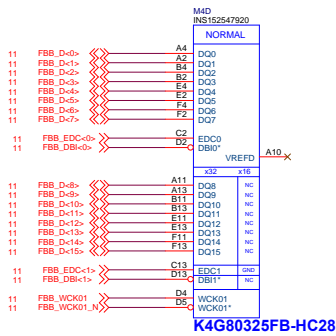 M4D
INS152547920
NORMAL
11 FBB_D<0> A4 DQ0
11 FBB_D<1> A2 DQ1
11 FBB_D<2> B4 DQ2
11 FBB_D<3> B2 DQ3
11 FBB_D<4> E4 DQ4
11 FBB_D<5> E2 DQ5
11 FBB_D<6> F4 DQ6
11 FBB_D<7> F2 DQ7
11 FBB_EDC<0> C2 EDC0
11 FBB_DBI<0> D2 DBI0*
VREFD A10
x32 x16
11 FBB_D<8> A11 DQ8 NC
11 FBB_D<9> A13 DQ9 NC
11 FBB_D<10> B11 DQ10 NC
11 FBB_D<11> B13 DQ11 NC
11 FBB_D<12> E11 DQ12 NC
11 FBB_D<13> E13 DQ13 NC
11 FBB_D<14> F11 DQ14 NC
11 FBB_D<15> F13 DQ15 NC
11 FBB_EDC<1> C13 EDC1 GND
11 FBB_DBI<1> D13 DBI1* NC
11 FBB_WCK01 D4 WCK01
11 FBB_WCK01_N D5 WCK01*
K4G80325FB-HC28